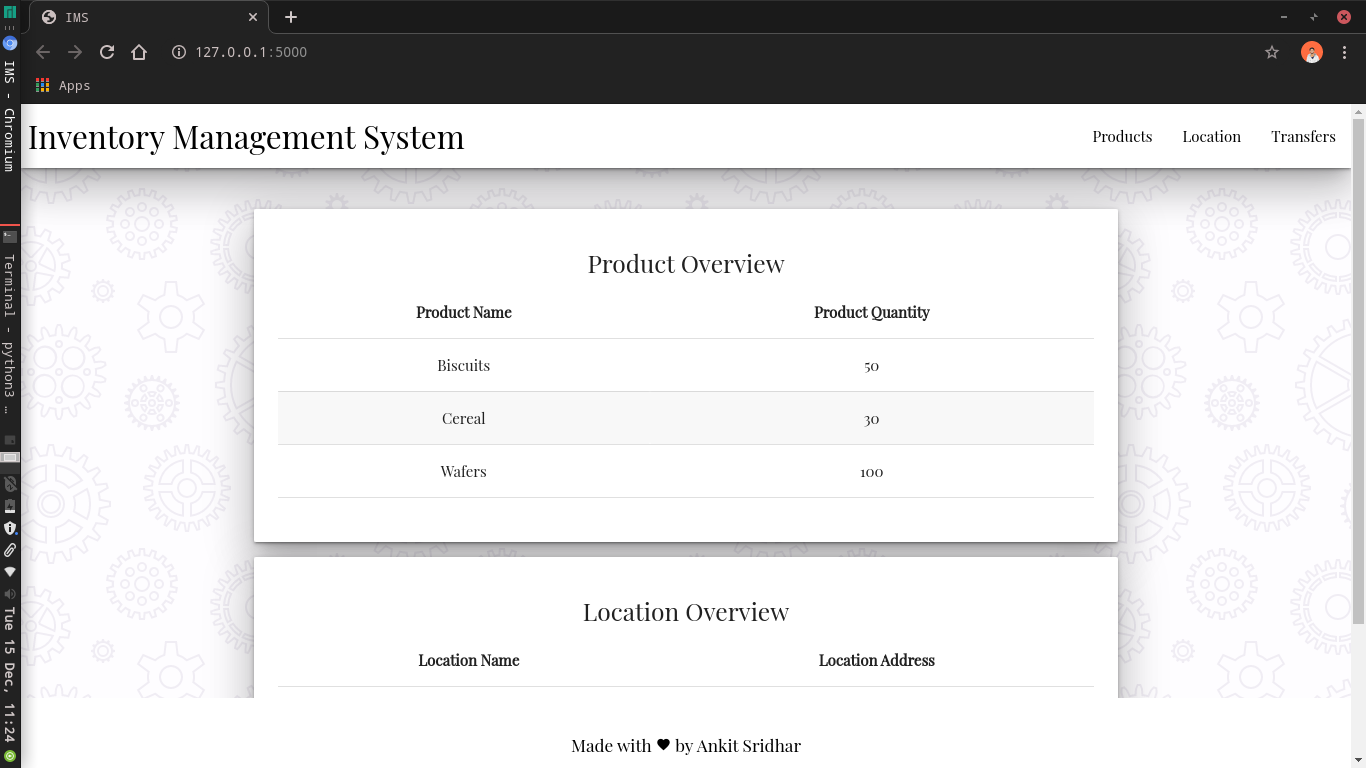 IMS
127.0.0.1:5000
Apps
IMS - Chromium
Terminal - python3 …
Tue 15 Dec, 11:24
Inventory Management System
Products Location Transfers
Product Overview
Product Name Product Quantity
Biscuits 50
Cereal 30
Wafers 100
Location Overview
Location Name Location Address
Made with ♥ by Ankit Sridhar